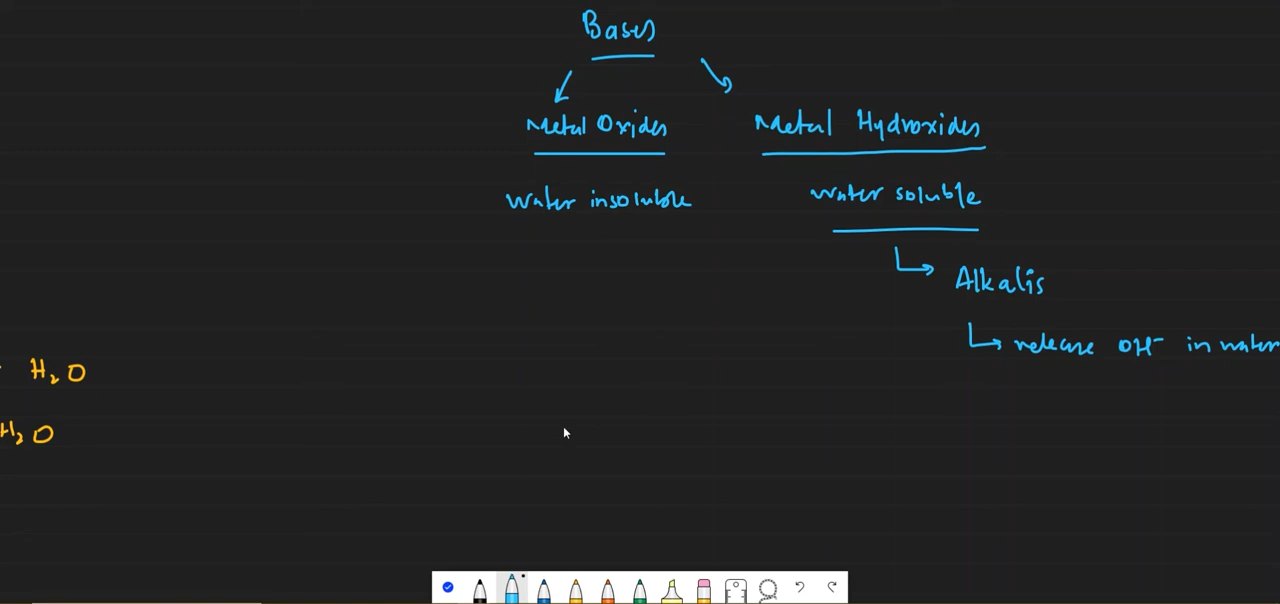 Bases
Metal Oxides
Metal Hydroxides
water insoluble
water soluble
Alkalis
release OH⁻ in water
H₂O
H₂O